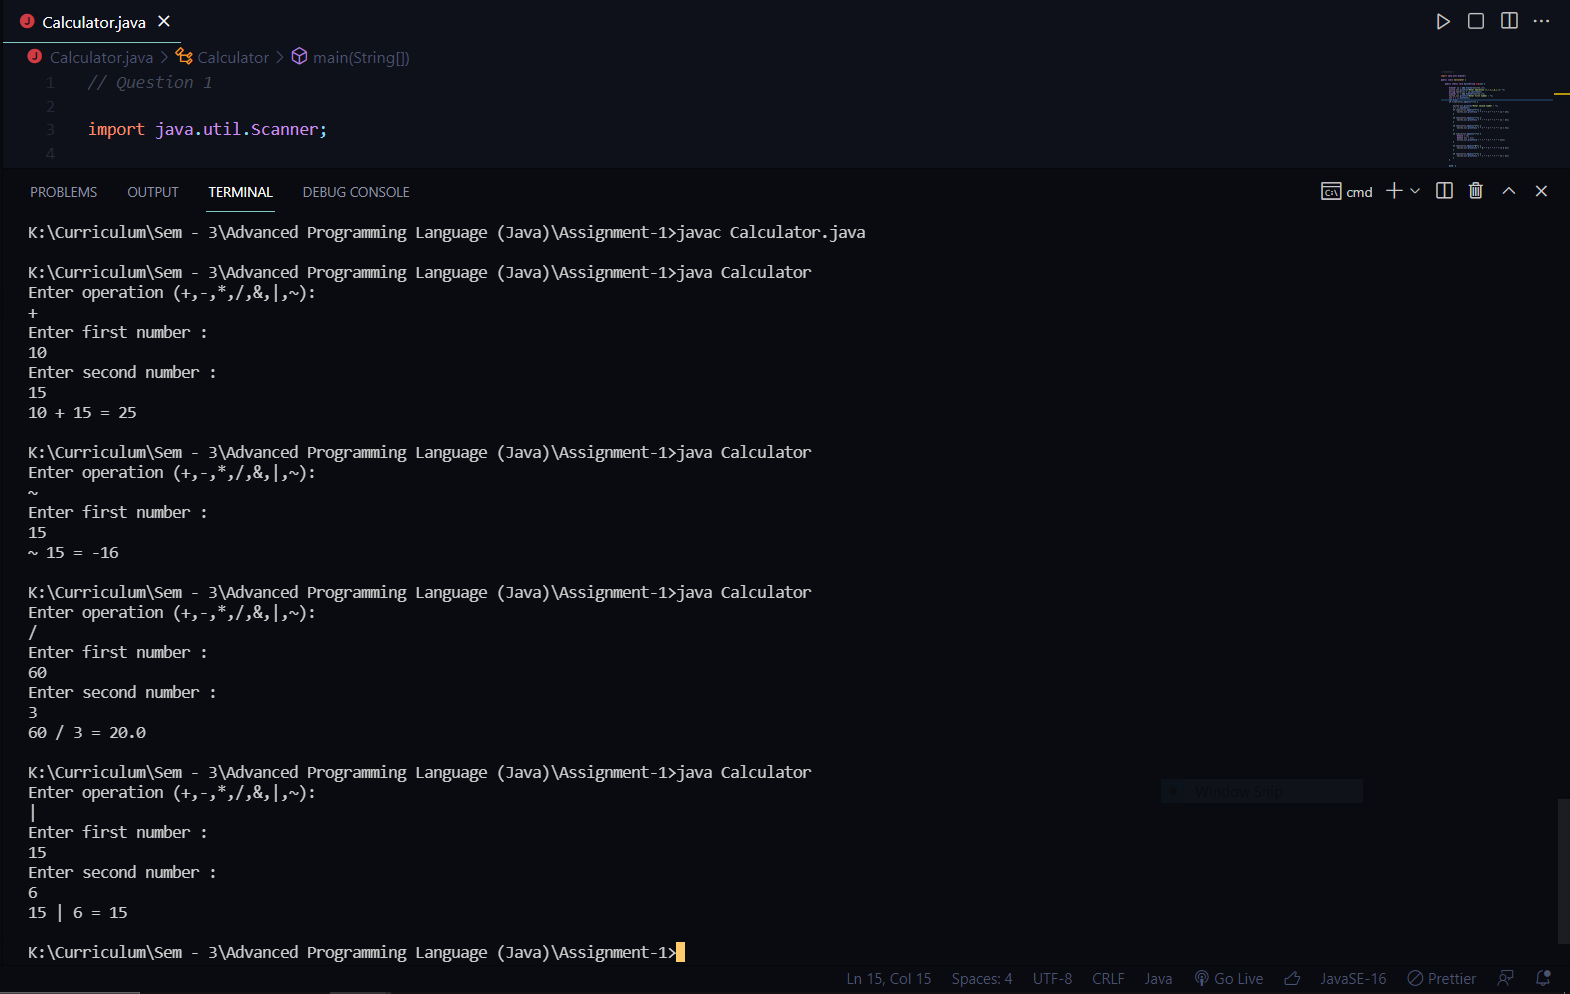 Calculator.java
Calculator.java > Calculator > main(String[])
1 // Question 1
2
3 import java.util.Scanner;
4
PROBLEMS OUTPUT TERMINAL DEBUG CONSOLE cmd
K:\Curriculum\Sem - 3\Advanced Programming Language (Java)\Assignment-1>javac Calculator.java
K:\Curriculum\Sem - 3\Advanced Programming Language (Java)\Assignment-1>java Calculator
Enter operation (+,-,*,/,&,|,~):
+
Enter first number :
10
Enter second number :
15
10 + 15 = 25
K:\Curriculum\Sem - 3\Advanced Programming Language (Java)\Assignment-1>java Calculator
Enter operation (+,-,*,/,&,|,~):
~
Enter first number :
15
~ 15 = -16
K:\Curriculum\Sem - 3\Advanced Programming Language (Java)\Assignment-1>java Calculator
Enter operation (+,-,*,/,&,|,~):
/
Enter first number :
60
Enter second number :
3
60 / 3 = 20.0
K:\Curriculum\Sem - 3\Advanced Programming Language (Java)\Assignment-1>java Calculator
Enter operation (+,-,*,/,&,|,~):
|
Window Snip
Enter first number :
15
Enter second number :
6
15 | 6 = 15
K:\Curriculum\Sem - 3\Advanced Programming Language (Java)\Assignment-1>
Ln 15, Col 15 Spaces: 4 UTF-8 CRLF Java Go Live JavaSE-16 Prettier